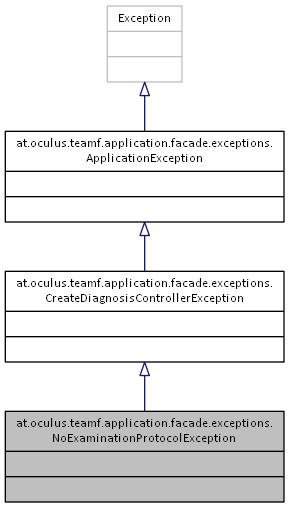 Exception
at.oculus.teamf.application.facade.exceptions.
ApplicationException
at.oculus.teamf.application.facade.exceptions.
CreateDiagnosisControllerException
at.oculus.teamf.application.facade.exceptions.
NoExaminationProtocolException